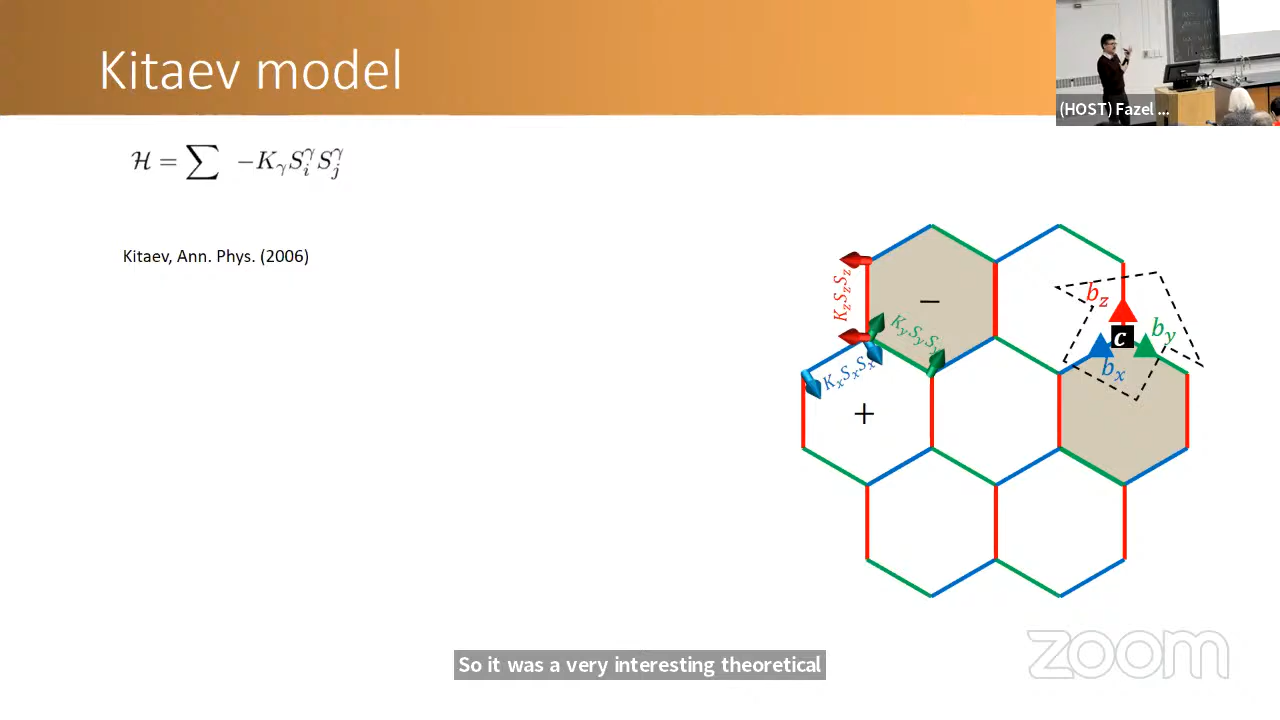 Kitaev model
(HOST) Fazel ...
ℋ = ∑ −K_γ S_i^γ S_j^γ
Kitaev, Ann. Phys. (2006)
K_z S_z S_z
−
K_y S_y S_y
K_x S_x S_x
+
b_z
c
b_y
b_x
So it was a very interesting theoretical
zoom